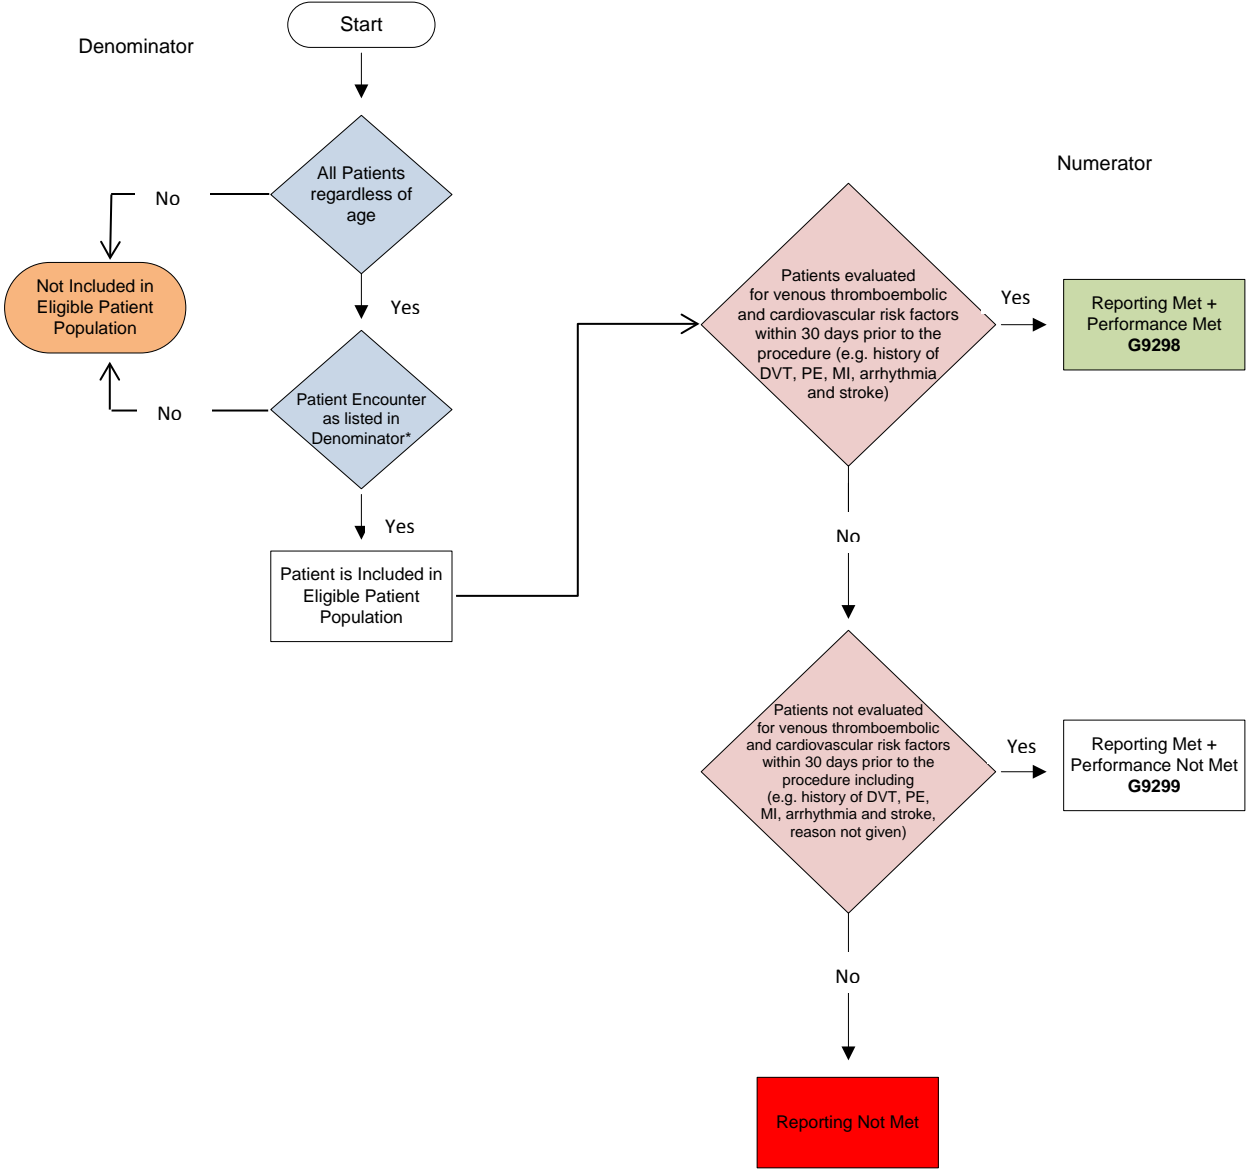 Start
Denominator
All Patients
regardless of
age
No
Not Included in
Eligible Patient
Population
Yes
Patient Encounter
as listed in
Denominator*
No
Yes
Patient is Included in
Eligible Patient
Population
Numerator
Patients evaluated
for venous thromboembolic
and cardiovascular risk factors
within 30 days prior to the
procedure (e.g. history of
DVT, PE, MI, arrhythmia
and stroke)
Yes
Reporting Met +
Performance Met
G9298
No
Patients not evaluated
for venous thromboembolic
and cardiovascular risk factors
within 30 days prior to the
procedure including
(e.g. history of DVT, PE,
MI, arrhythmia and stroke,
reason not given)
Yes
Reporting Met +
Performance Not Met
G9299
No
Reporting Not Met